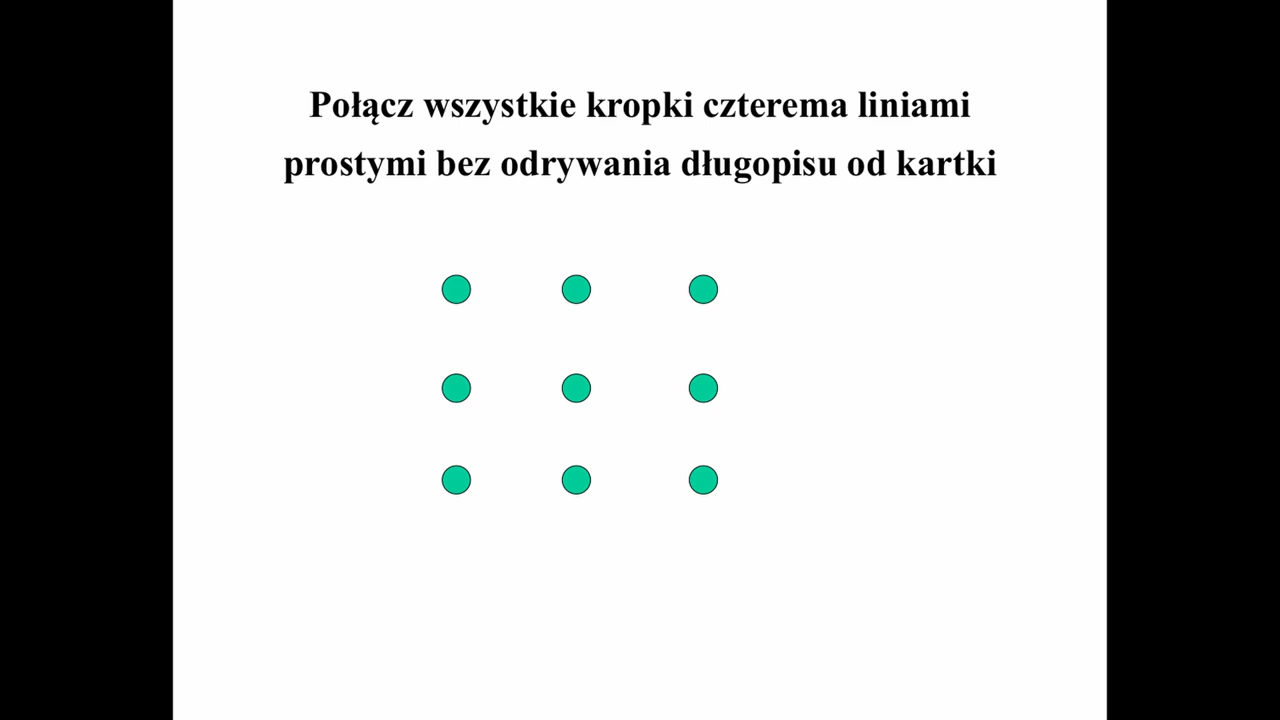 Połącz wszystkie kropki czterema liniami
prostymi bez odrywania długopisu od kartki